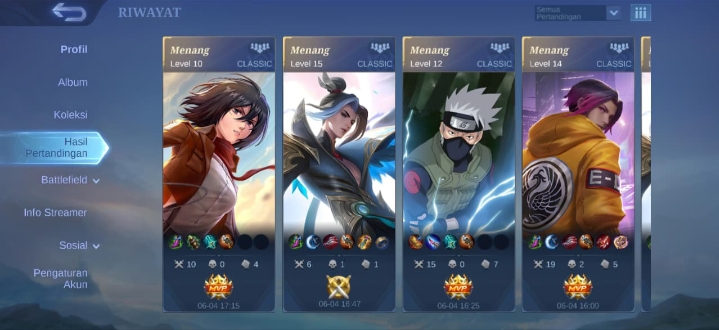 RIWAYAT
Semua
Pertandingan
Profil
Album
Koleksi
Hasil
Pertandingan
Battlefield
Info Streamer
Sosial
Pengaturan
Akun
Menang
Level 10 CLASSIC
10 0 4
MVP
06-04 17:15
Menang
Level 15 CLASSIC
6 1 1
06-04 16:47
Menang
Level 12 CLASSIC
15 0 7
MVP
06-04 16:25
Menang
Level 14 CLASSIC
E-
19 2 5
MVP
06-04 16:00